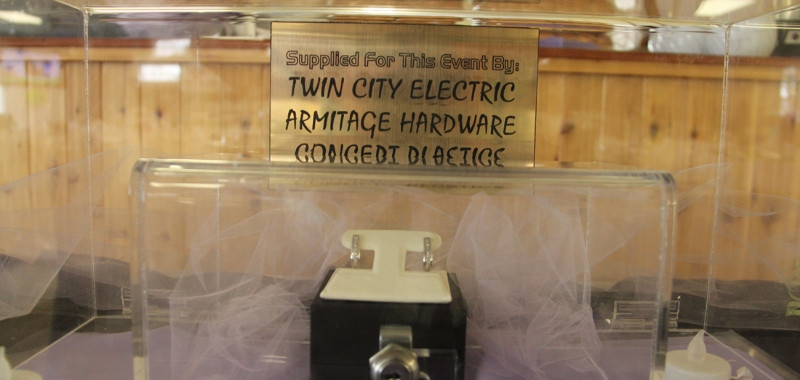 Supplied For This Event By:
TWIN CITY ELECTRIC
ARMITAGE HARDWARE